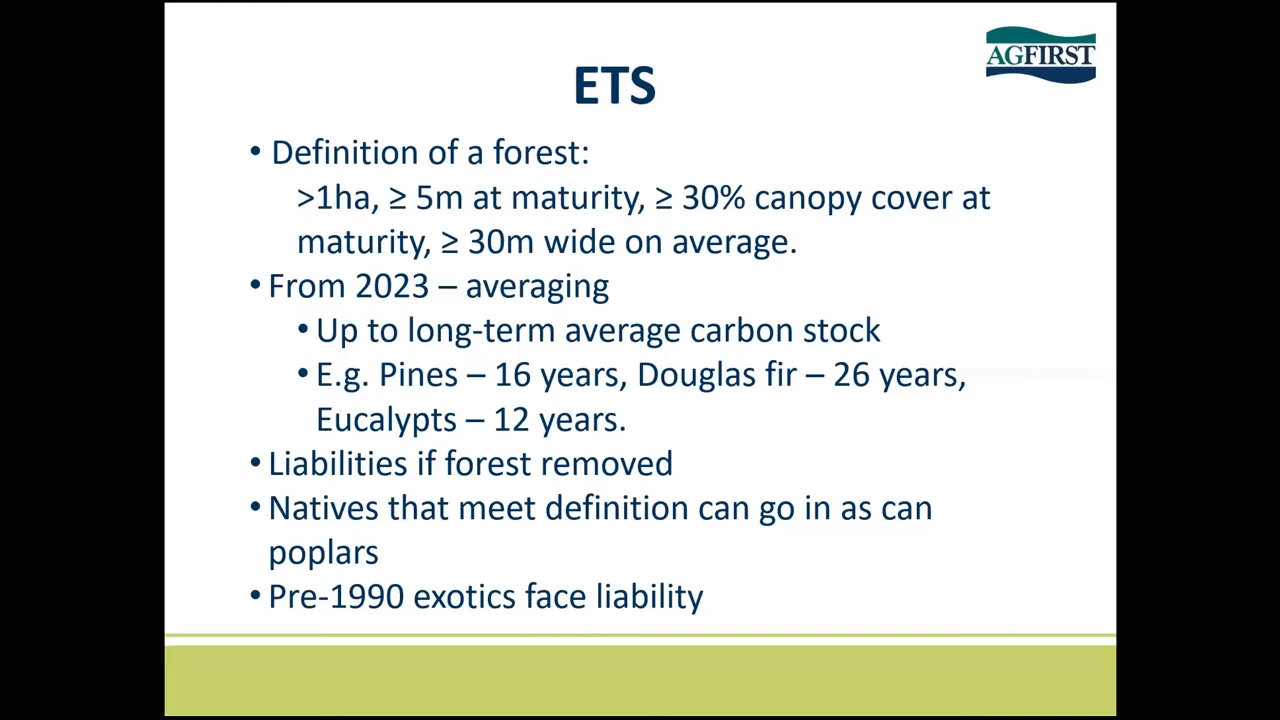 AGFIRST
ETS
• Definition of a forest:
>1ha, ≥ 5m at maturity, ≥ 30% canopy cover at
maturity, ≥ 30m wide on average.
• From 2023 – averaging
• Up to long-term average carbon stock
• E.g. Pines – 16 years, Douglas fir – 26 years,
Eucalypts – 12 years.
• Liabilities if forest removed
• Natives that meet definition can go in as can
poplars
• Pre-1990 exotics face liability